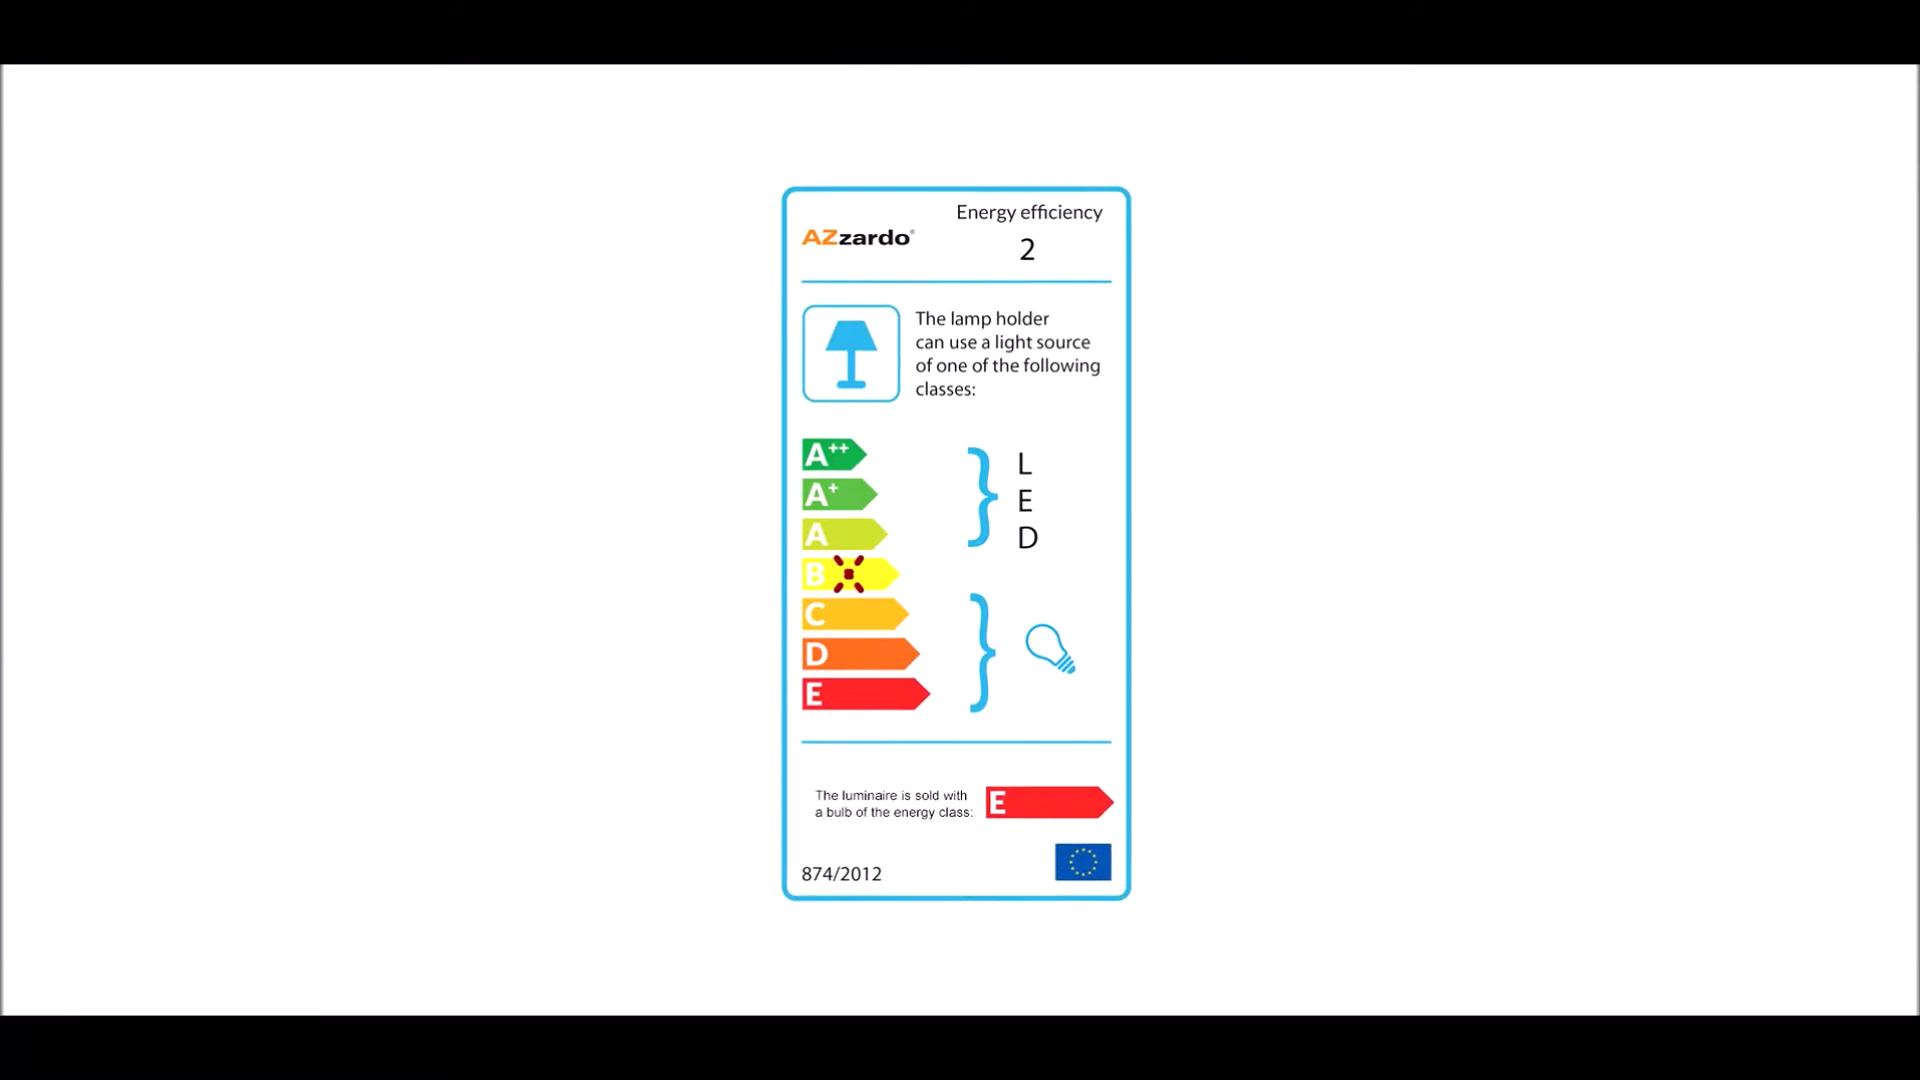 AZzardo®
Energy efficiency
2
The lamp holder
can use a light source
of one of the following
classes:
A++
A+
A
B
C
D
E
L
E
D
The luminaire is sold with
a bulb of the energy class:
E
874/2012